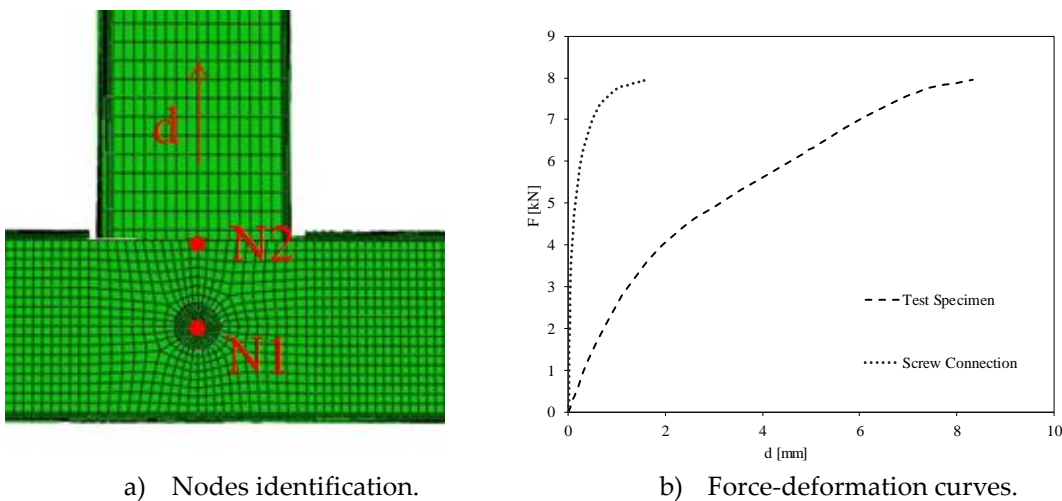 d
N2
N1
9
8
7
6
5
4
3
2
1
0
F [kN]
0 2 4 6 8 10
d [mm]
Test Specimen
Screw Connection
a) Nodes identification.
b) Force-deformation curves.